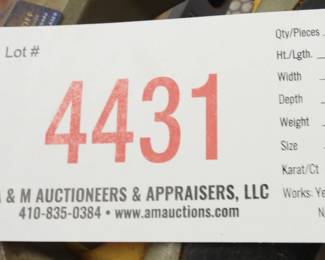 Lot #
4431
A & M AUCTIONEERS & APPRAISERS, LLC
410-835-0384 • www.amauctions.com
Qty/Pieces
Ht./Lgth.
Width
Depth
Weight
Size
Karat/Ct
Works: Ye
N